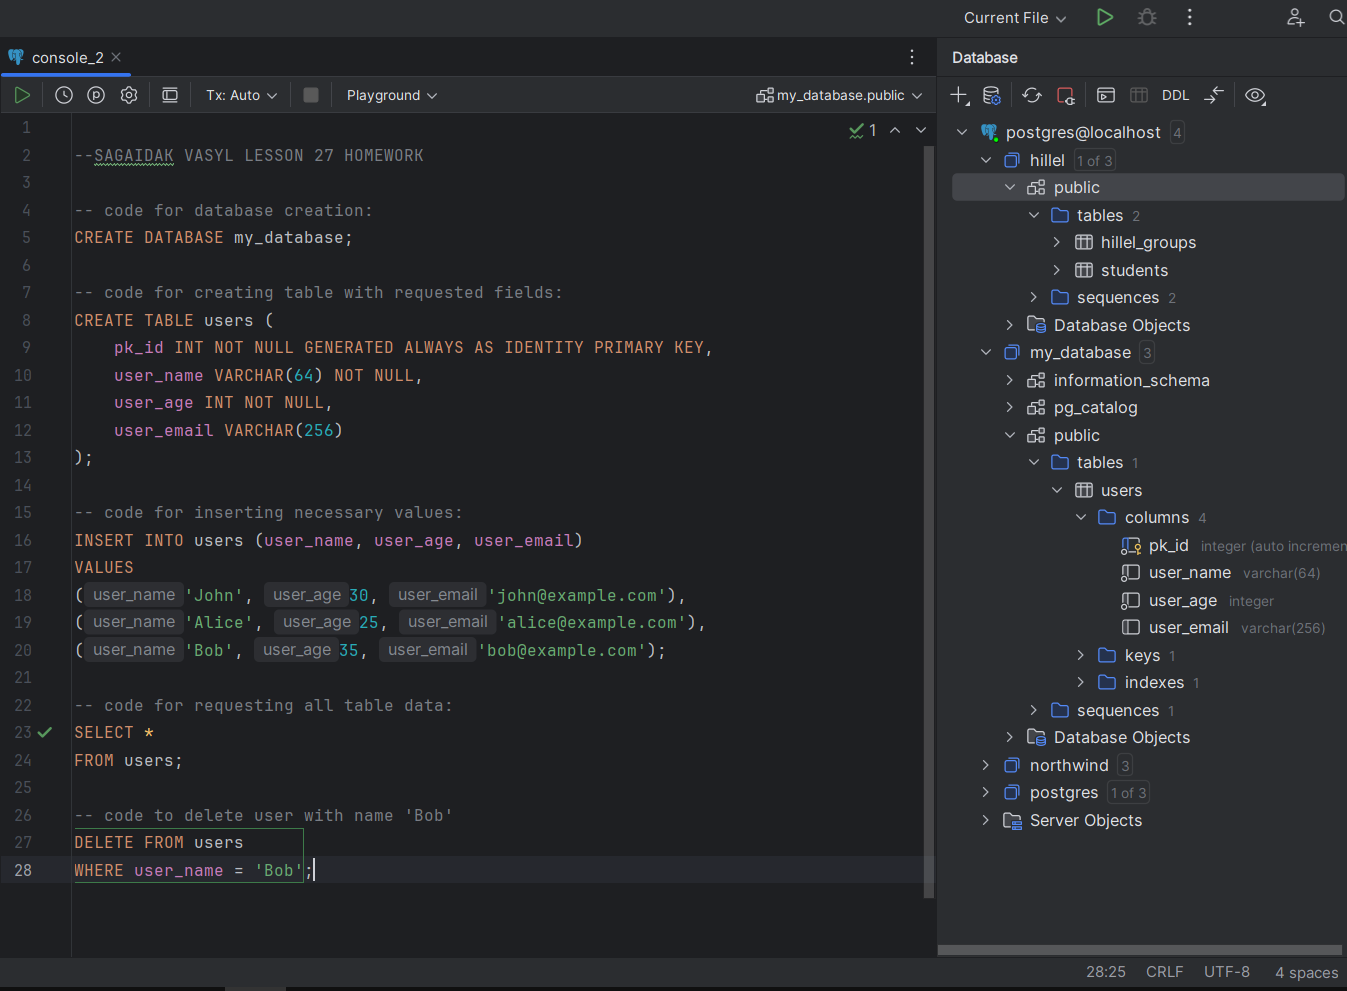 Current File
console_2
Database
Tx: Auto
Playground
my_database.public
DDL
1
2 --SAGAIDAK VASYL LESSON 27 HOMEWORK
3
4 -- code for database creation:
5 CREATE DATABASE my_database;
6
7 -- code for creating table with requested fields:
8 CREATE TABLE users (
9 pk_id INT NOT NULL GENERATED ALWAYS AS IDENTITY PRIMARY KEY,
10 user_name VARCHAR(64) NOT NULL,
11 user_age INT NOT NULL,
12 user_email VARCHAR(256)
13 );
14
15 -- code for inserting necessary values:
16 INSERT INTO users (user_name, user_age, user_email)
17 VALUES
18 ( user_name 'John', user_age 30, user_email 'john@example.com'),
19 ( user_name 'Alice', user_age 25, user_email 'alice@example.com'),
20 ( user_name 'Bob', user_age 35, user_email 'bob@example.com');
21
22 -- code for requesting all table data:
23 SELECT *
24 FROM users;
25
26 -- code to delete user with name 'Bob'
27 DELETE FROM users
28 WHERE user_name = 'Bob';
1
postgres@localhost 4
hillel 1 of 3
public
tables 2
hillel_groups
students
sequences 2
Database Objects
my_database 3
information_schema
pg_catalog
public
tables 1
users
columns 4
pk_id integer (auto incremen
user_name varchar(64)
user_age integer
user_email varchar(256)
keys 1
indexes 1
sequences 1
Database Objects
northwind 3
postgres 1 of 3
Server Objects
28:25 CRLF UTF-8 4 spaces